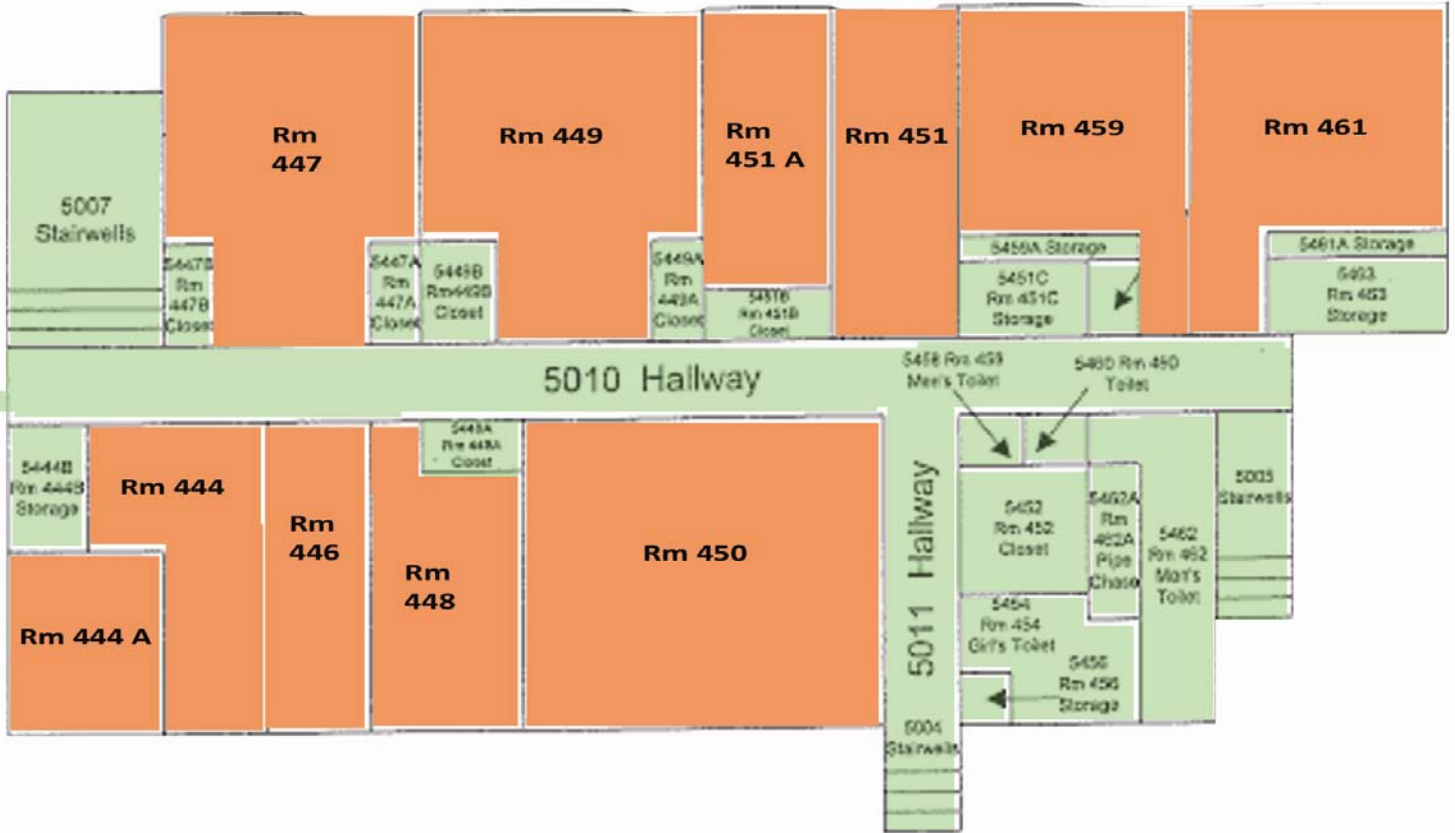 Rm
447
Rm 449
Rm
451 A
Rm 451
Rm 459
Rm 461
5007
Stairwells
5447B
Rm
447B
Closet
5447A
Rm
447A
Closet
5449B
Rm449B
Closet
5449A
Rm
449A
Closet
5451B
Rm 451B
Closet
5459A Storage
5451C
Rm 451C
Storage
5461A Storage
5463
Rm 463
Storage
5010 Hallway
5458 Rm 459
Men's Toilet
5460 Rm 460
Toilet
5444B
Rm 444B
Storage
Rm 444
Rm
446
5448A
Rm 448A
Closet
Rm
448
Rm 450
Rm 444 A
5011 Hallway
5452
Rm 452
Closet
5462A
Rm
462A
Pipe
Chase
5462
Rm 462
Men's
Toilet
5005
Stairwells
5454
Rm 454
Girl's Toilet
5456
Rm 456
Storage
5004
Stairwells